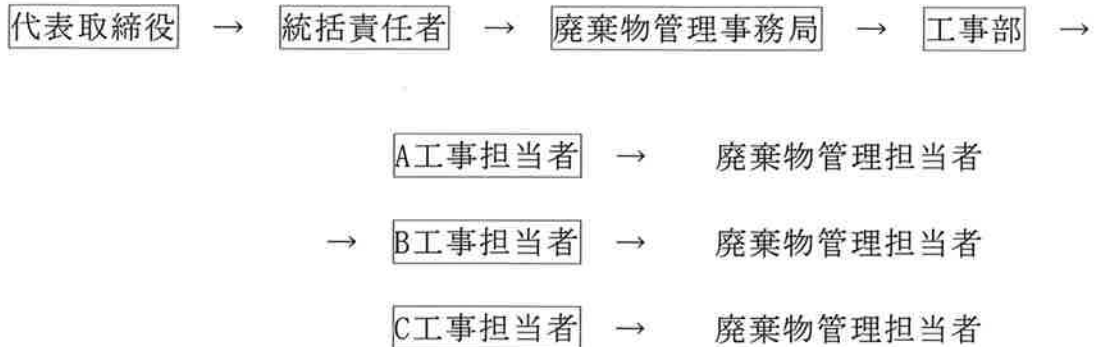 代表取締役 → 統括責任者 → 廃棄物管理事務局 → 工事部 →
A工事担当者 → 廃棄物管理担当者
→ B工事担当者 → 廃棄物管理担当者
C工事担当者 → 廃棄物管理担当者